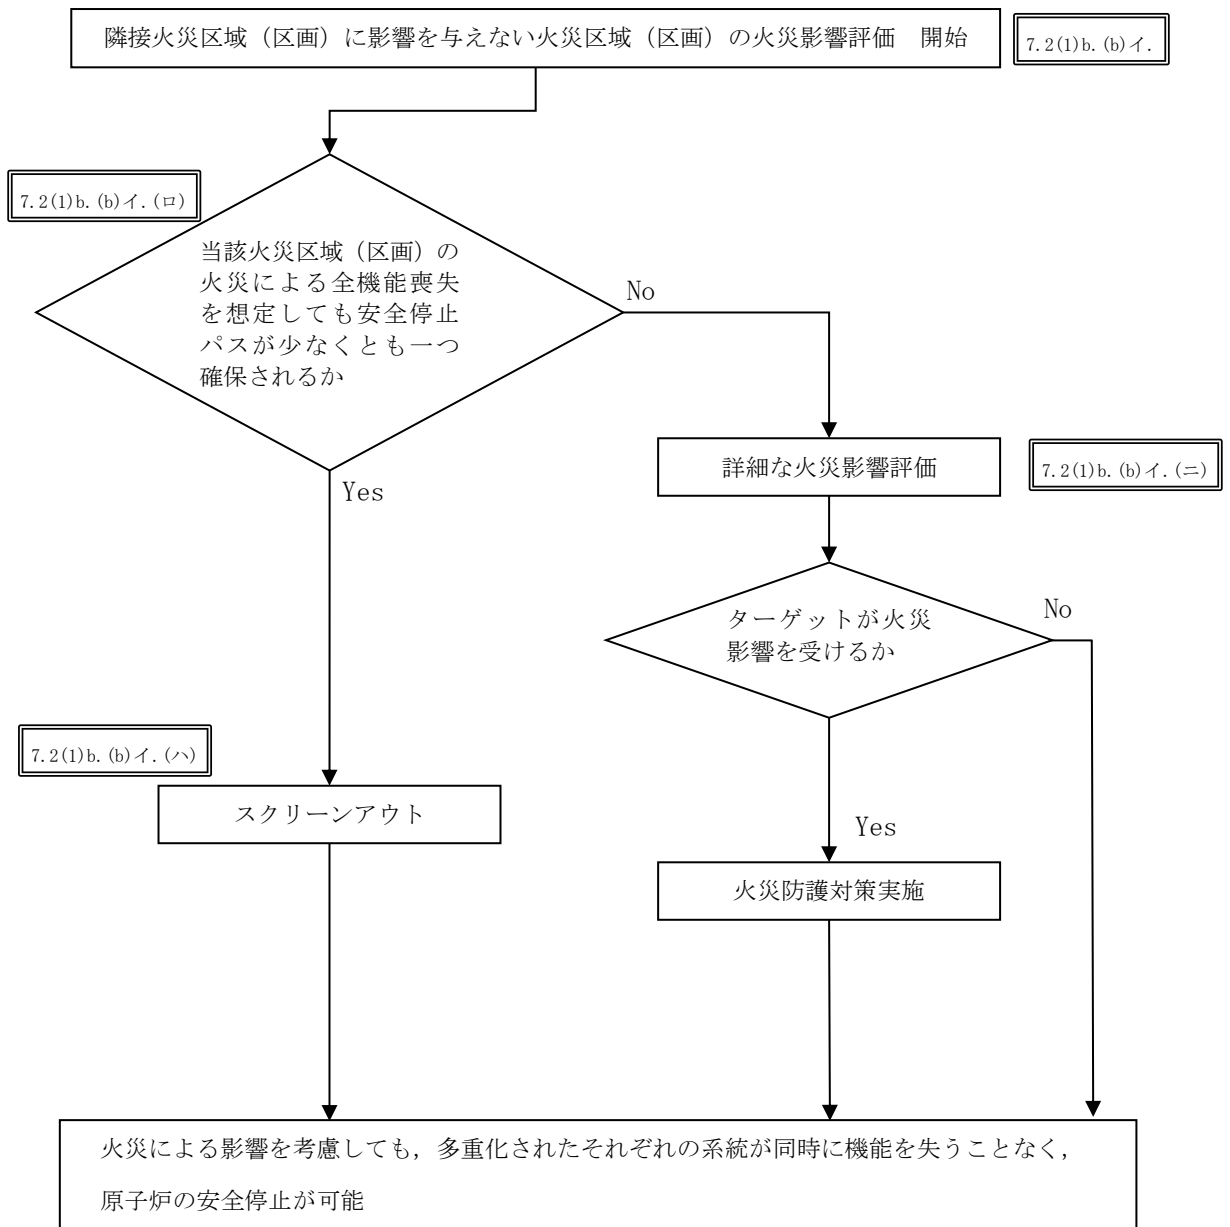 隣接火災区域（区画）に影響を与えない火災区域（区画）の火災影響評価　開始
7.2(1)b.(b)イ.
7.2(1)b.(b)イ.(ロ)
当該火災区域（区画）の
火災による全機能喪失
を想定しても安全停止
パスが少なくとも一つ
確保されるか
No
Yes
詳細な火災影響評価
7.2(1)b.(b)イ.(ニ)
ターゲットが火災
影響を受けるか
No
7.2(1)b.(b)イ.(ハ)
スクリーンアウト
Yes
火災防護対策実施
火災による影響を考慮しても，多重化されたそれぞれの系統が同時に機能を失うことなく，
原子炉の安全停止が可能